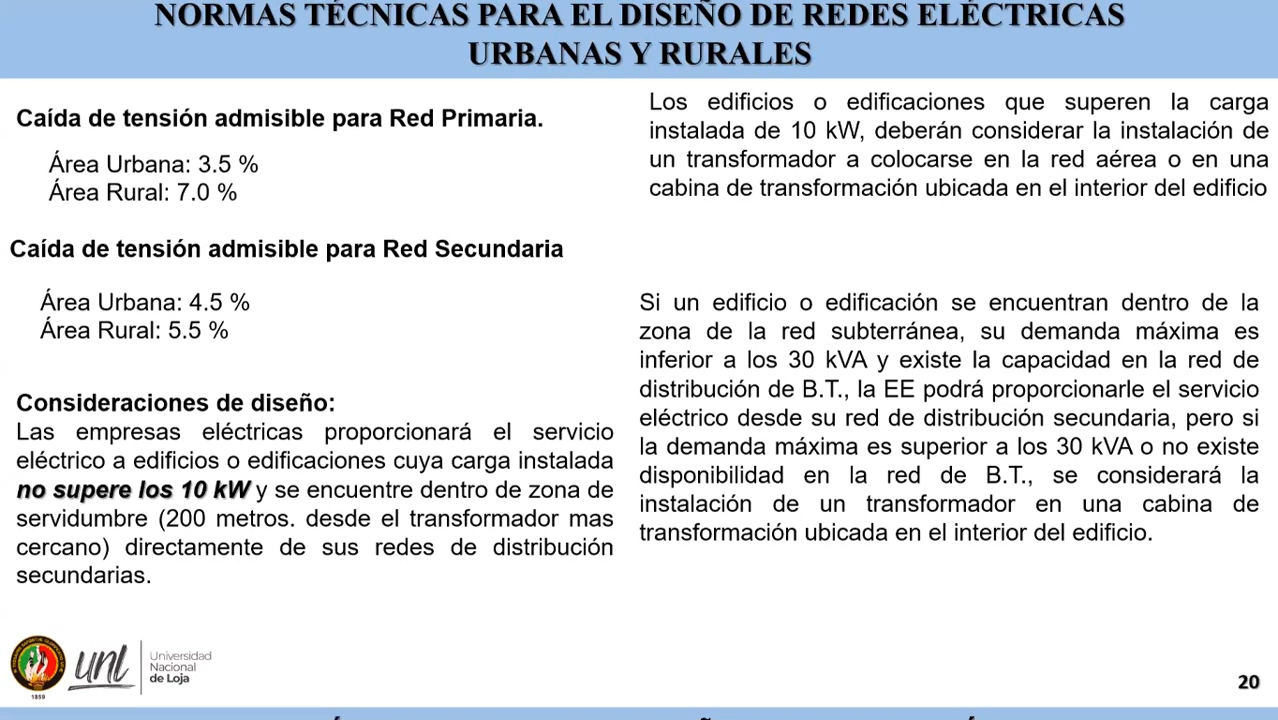 NORMAS TÉCNICAS PARA EL DISEÑO DE REDES ELÉCTRICAS
URBANAS Y RURALES
Caída de tensión admisible para Red Primaria.
Área Urbana: 3.5 %
Área Rural: 7.0 %
Caída de tensión admisible para Red Secundaria
Área Urbana: 4.5 %
Área Rural: 5.5 %
Consideraciones de diseño:
Las empresas eléctricas proporcionará el servicio
eléctrico a edificios o edificaciones cuya carga instalada
no supere los 10 kW y se encuentre dentro de zona de
servidumbre (200 metros. desde el transformador mas
cercano) directamente de sus redes de distribución
secundarias.
Los edificios o edificaciones que superen la carga
instalada de 10 kW, deberán considerar la instalación de
un transformador a colocarse en la red aérea o en una
cabina de transformación ubicada en el interior del edificio
Si un edificio o edificación se encuentran dentro de la
zona de la red subterránea, su demanda máxima es
inferior a los 30 kVA y existe la capacidad en la red de
distribución de B.T., la EE podrá proporcionarle el servicio
eléctrico desde su red de distribución secundaria, pero si
la demanda máxima es superior a los 30 kVA o no existe
disponibilidad en la red de B.T., se considerará la
instalación de un transformador en una cabina de
transformación ubicada en el interior del edificio.
1859
unl
Universidad
Nacional
de Loja
20